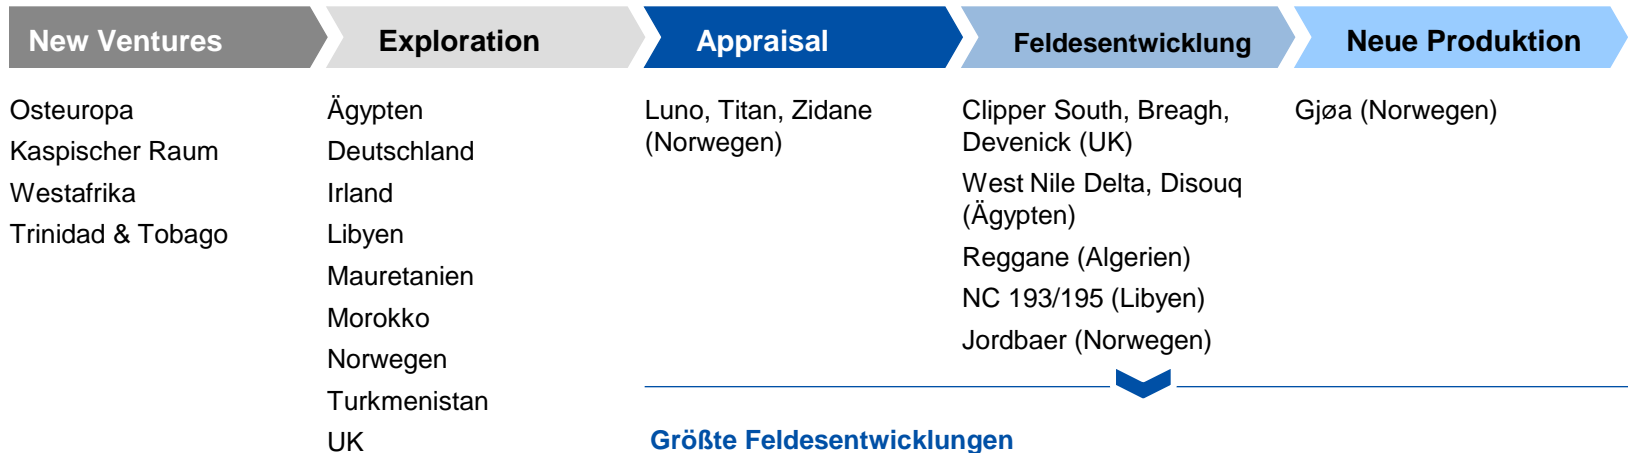 New Ventures
Exploration
Appraisal
Feldesentwicklung
Neue Produktion
Osteuropa
Kaspischer Raum
Westafrika
Trinidad & Tobago
Ägypten
Deutschland
Irland
Libyen
Mauretanien
Morokko
Norwegen
Turkmenistan
UK
Luno, Titan, Zidane
(Norwegen)
Clipper South, Breagh,
Devenick (UK)
West Nile Delta, Disouq
(Ägypten)
Reggane (Algerien)
NC 193/195 (Libyen)
Jordbaer (Norwegen)
Gjøa (Norwegen)
Größte Feldesentwicklungen